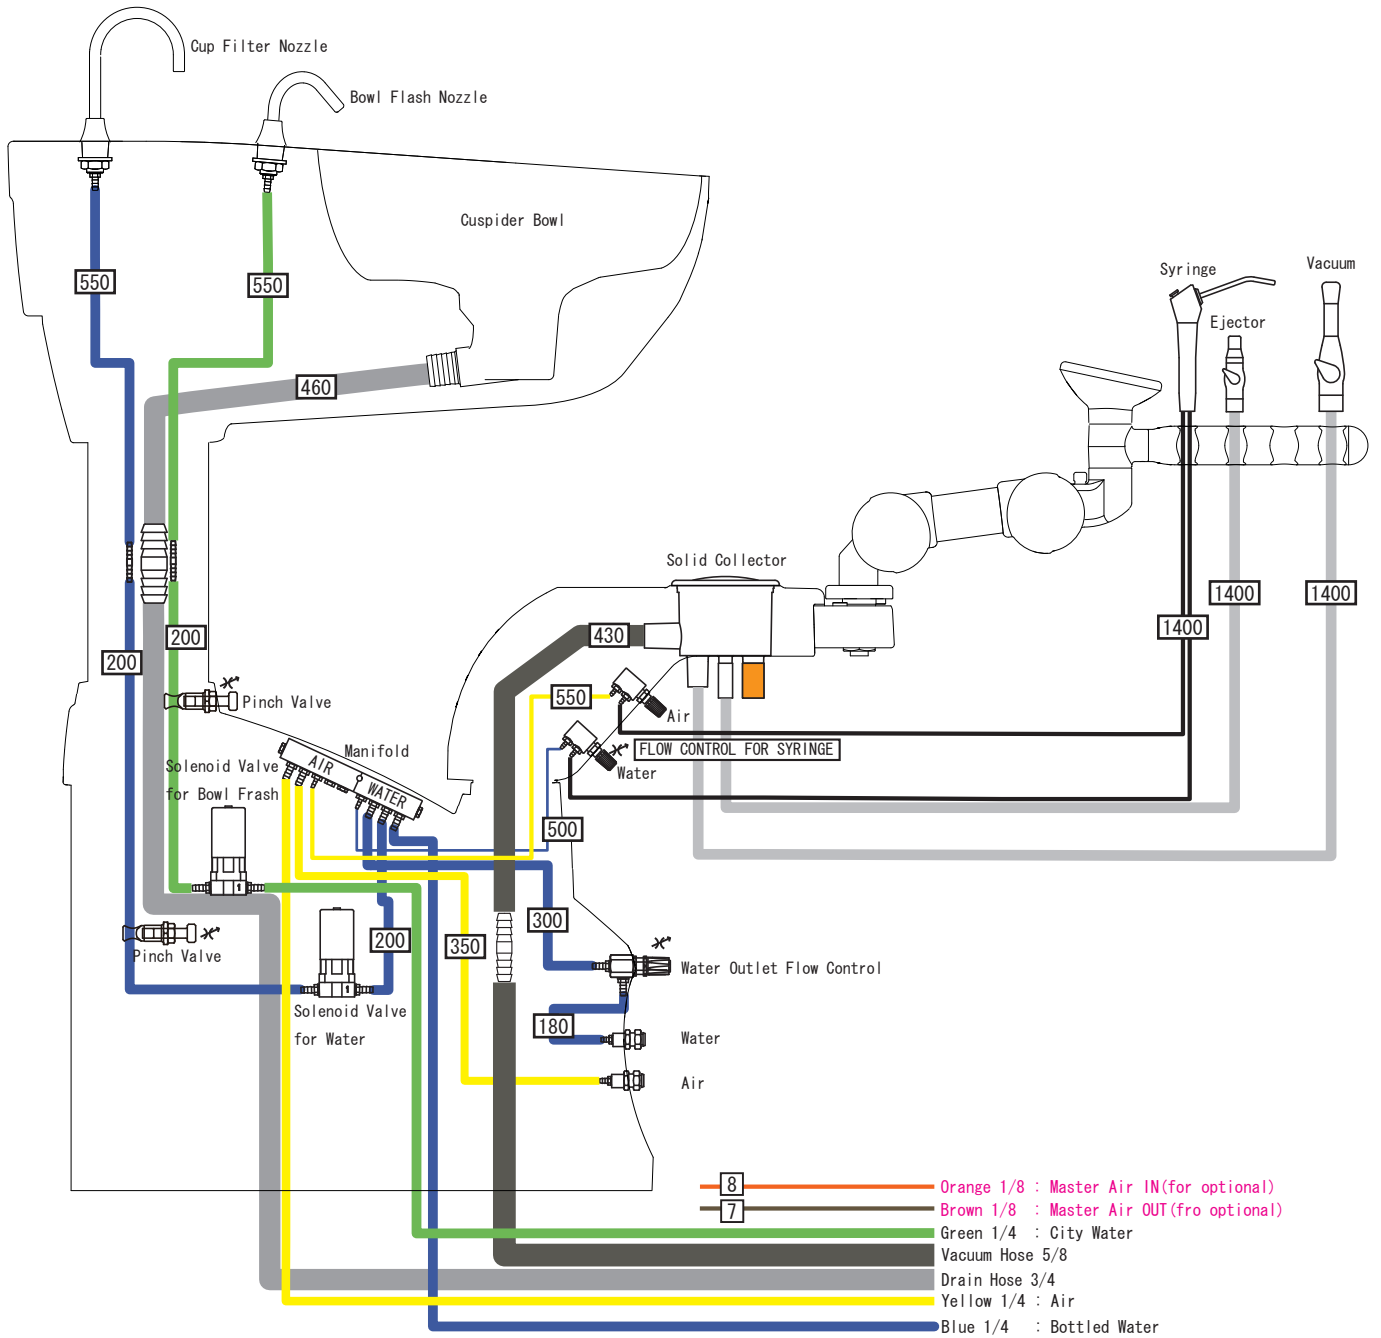 Cup Filter Nozzle
Bowl Flash Nozzle
Cuspider Bowl
550
550
460
Syringe
Vacuum
Ejector
Solid Collector
1400
1400
1400
430
200
200
550
Pinch Valve
Air
FLOW CONTROL FOR SYRINGE
Water
Manifold
AIR
WATER
Solenoid Valve
for Bowl Frash
500
300
350
200
Pinch Valve
Water Outlet Flow Control
Solenoid Valve
for Water
180
Water
Air
8
Orange 1/8 : Master Air IN(for optional)
7
Brown 1/8 : Master Air OUT(fro optional)
Green 1/4 : City Water
Vacuum Hose 5/8
Drain Hose 3/4
Yellow 1/4 : Air
Blue 1/4 : Bottled Water